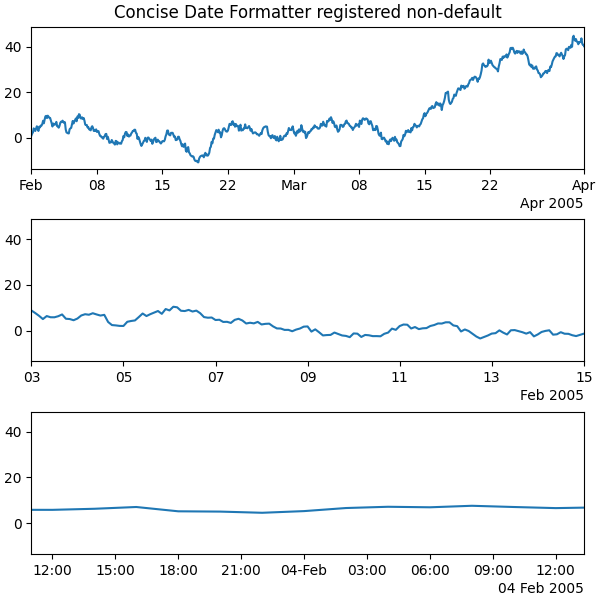 Concise Date Formatter registered non-default
40
20
0
Feb 08 15 22 Mar 08 15 22 Apr
Apr 2005
40
20
0
03 05 07 09 11 13 15
Feb 2005
40
20
0
12:00 15:00 18:00 21:00 04-Feb 03:00 06:00 09:00 12:00
04 Feb 2005